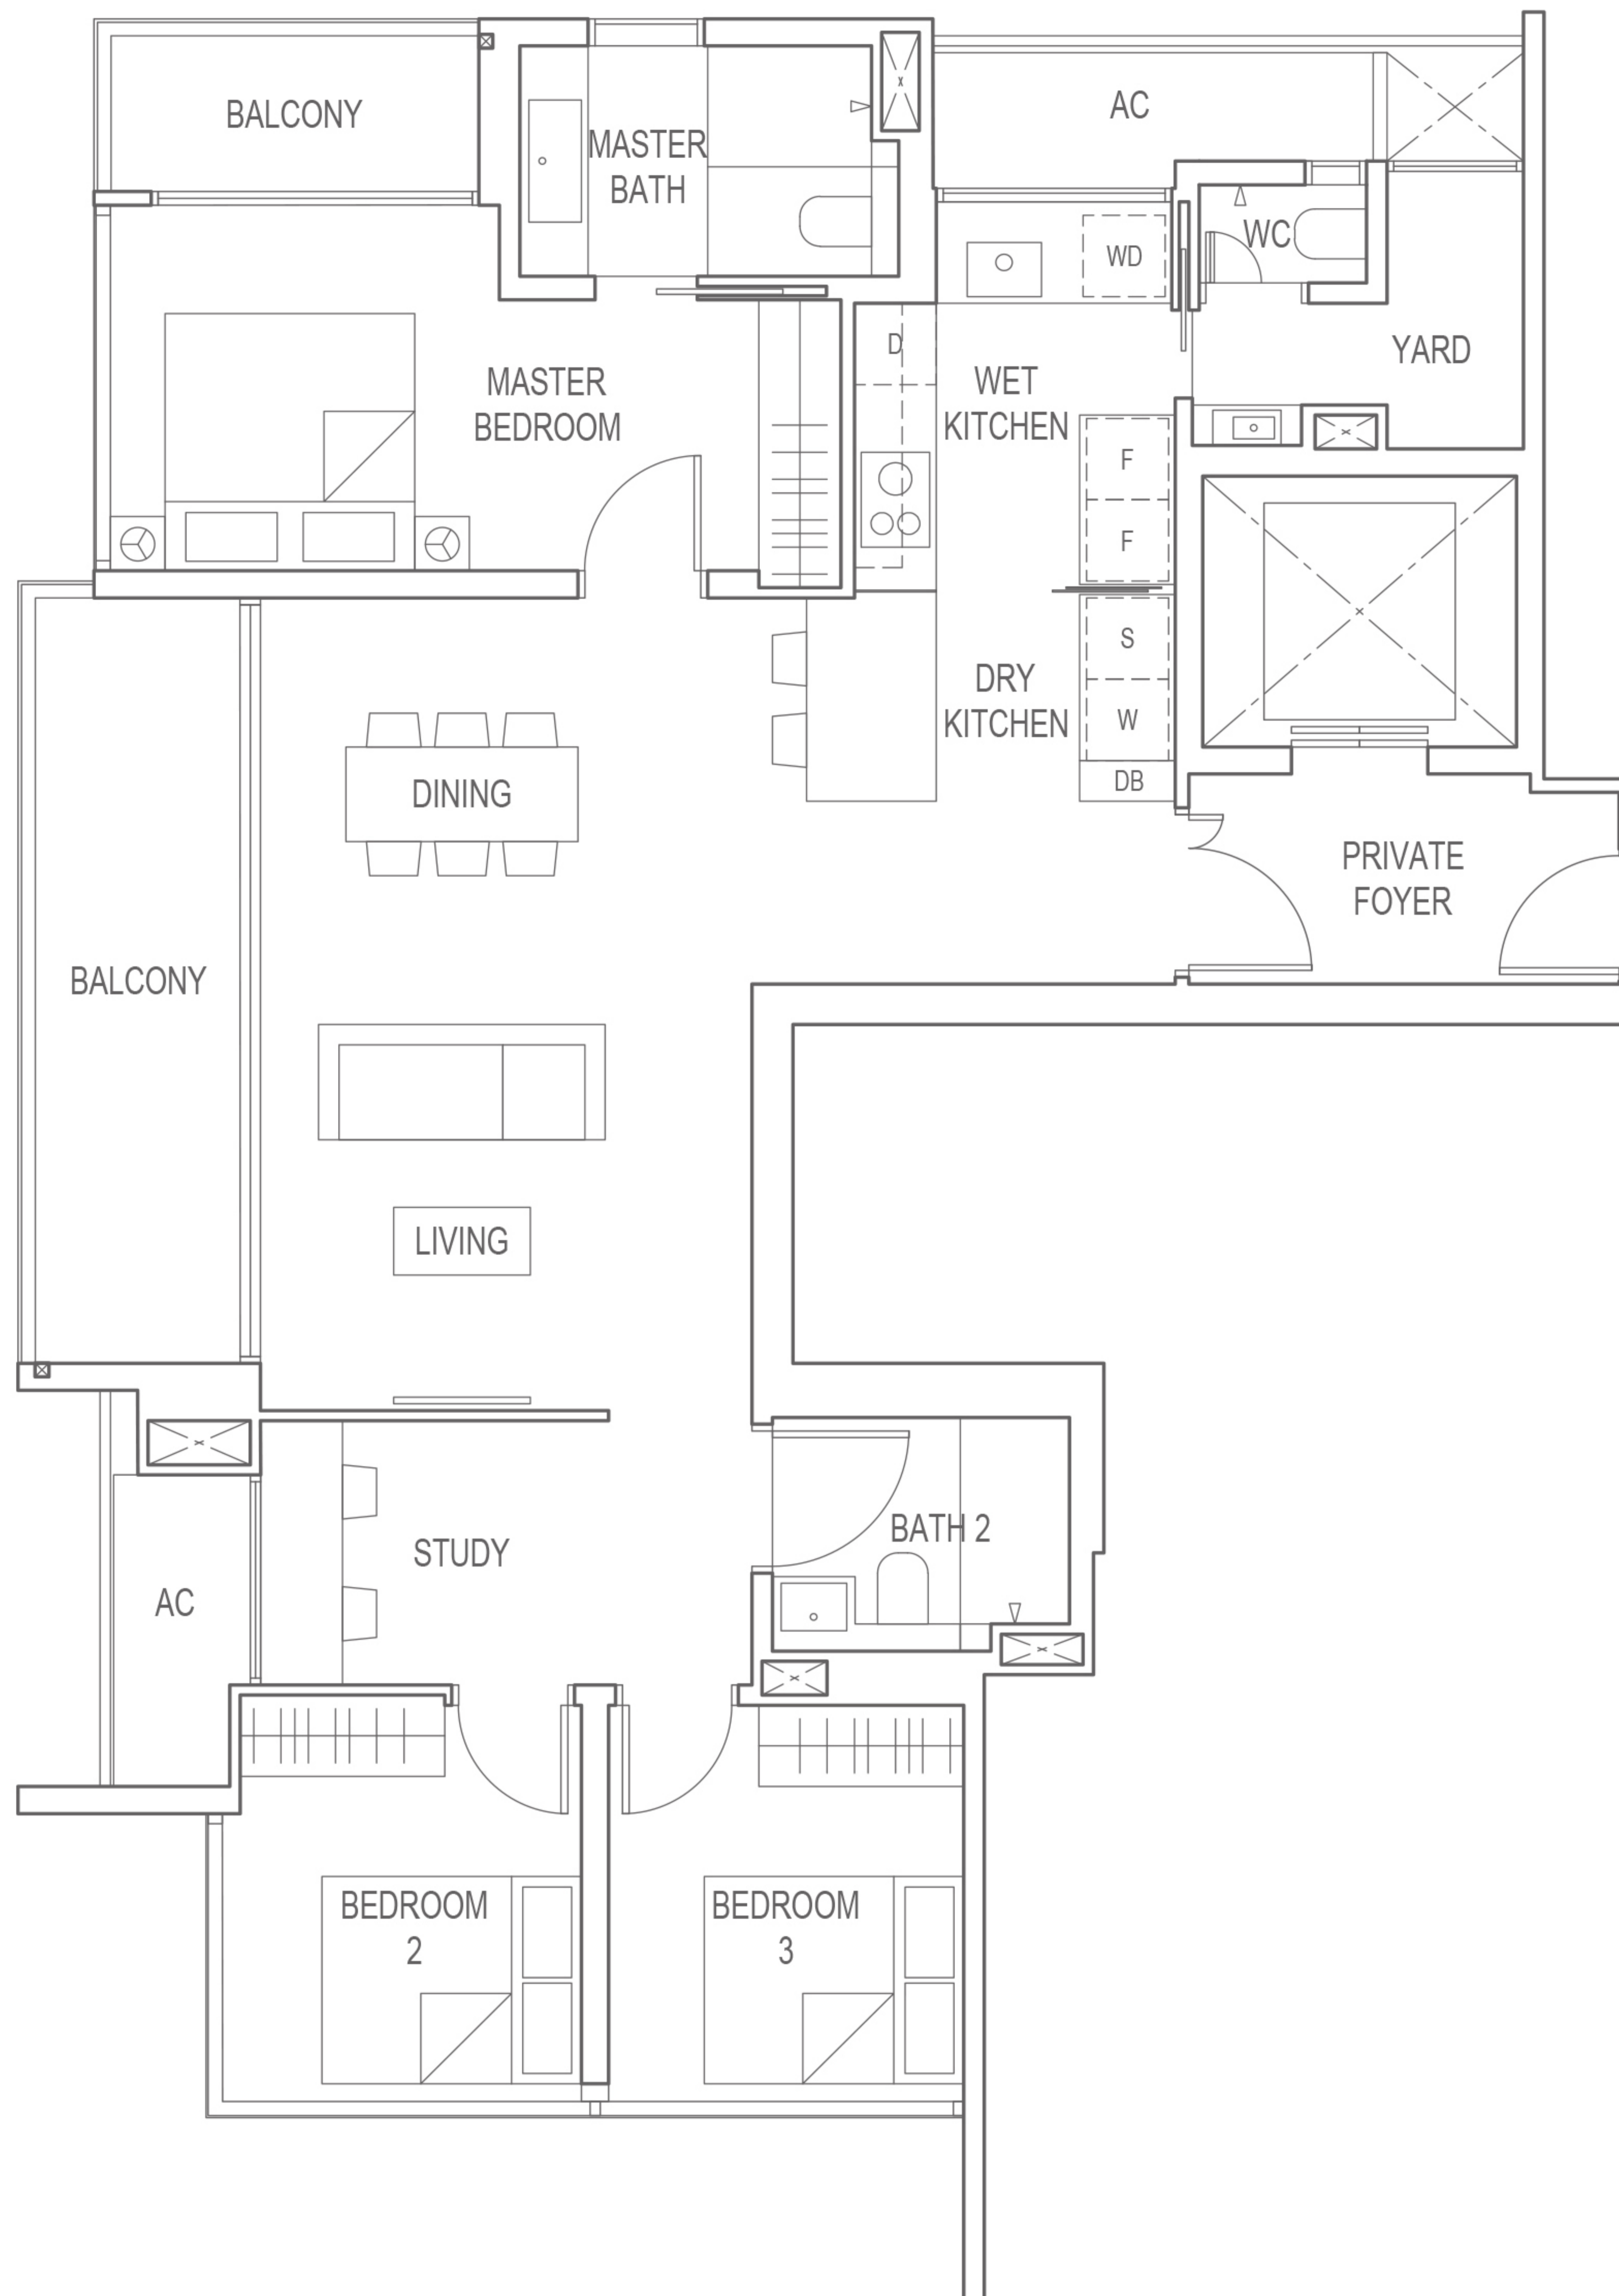 BALCONY
MASTER
BATH
AC
WC
WD
YARD
D
WET
KITCHEN
MASTER
BEDROOM
F
F
S
DRY
KITCHEN
W
DB
DINING
PRIVATE
FOYER
BALCONY
LIVING
BATH 2
STUDY
AC
BEDROOM
2
BEDROOM
3